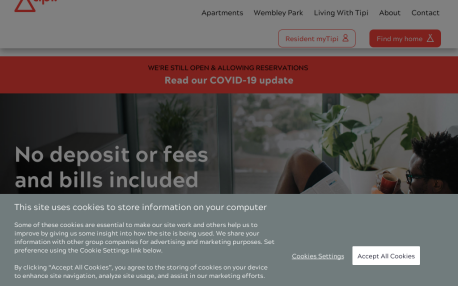 tipi
Apartments Wembley Park Living With Tipi About Contact
Resident myTipi Find my home
WE'RE STILL OPEN & ALLOWING RESERVATIONS
Read our COVID-19 update
No deposit or fees
and bills included
This site uses cookies to store information on your computer
Some of these cookies are essential to make our site work and others help us to
improve by giving us some insight into how the site is being used. We share your
information with other group companies for advertising and marketing purposes. Set
preference using the Cookie Settings link below.
Cookies Settings Accept All Cookies
By clicking "Accept All Cookies", you agree to the storing of cookies on your device
to enhance site navigation, analyze site usage, and assist in our marketing efforts.